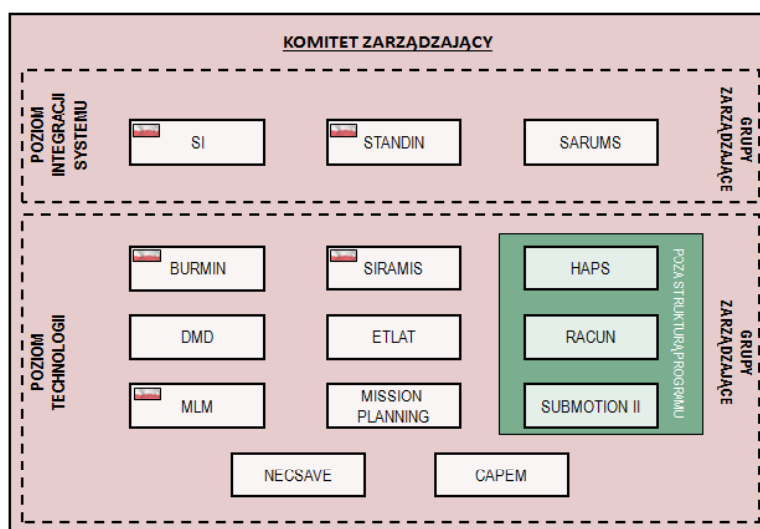 KOMITET ZARZĄDZAJĄCY
POZIOM
INTEGRACJI
SYSTEMU
SI
STANDIN
SARUMS
GRUPY
ZARZĄDZAJĄCE
POZIOM
TECHNOLOGII
BURMIN
SIRAMIS
HAPS
DMD
ETLAT
RACUN
MLM
MISSION
PLANNING
SUBMOTION II
POZA STRUKTURĄ PROGRAMU
NECSAVE
CAPEM
GRUPY
ZARZĄDZAJĄCE